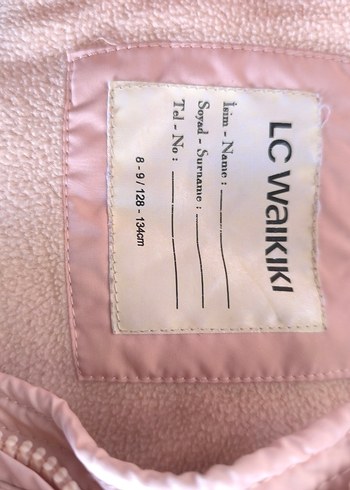 LC WAIKIKI
İsim - Name :
Soyad - Surname :
Tel - No :
8 - 9 / 128 - 134cm